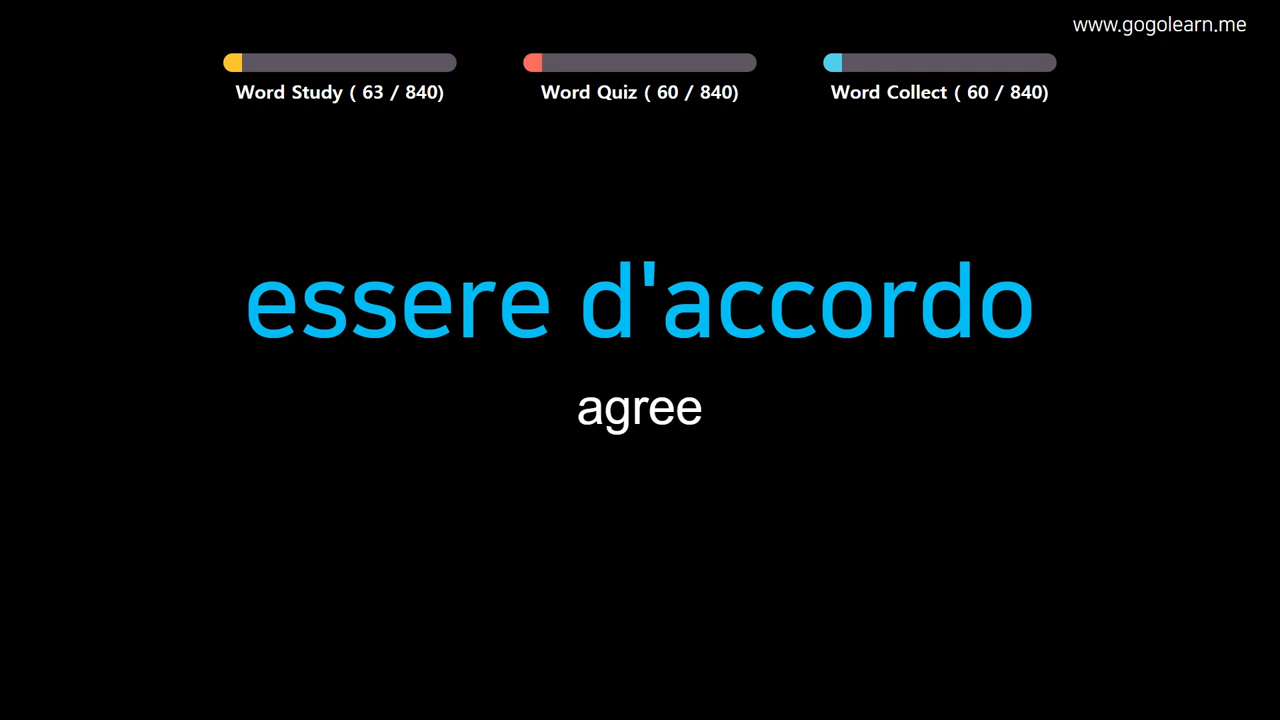 www.gogolearn.me
Word Study ( 63 / 840)
Word Quiz ( 60 / 840)
Word Collect ( 60 / 840)
essere d'accordo
agree